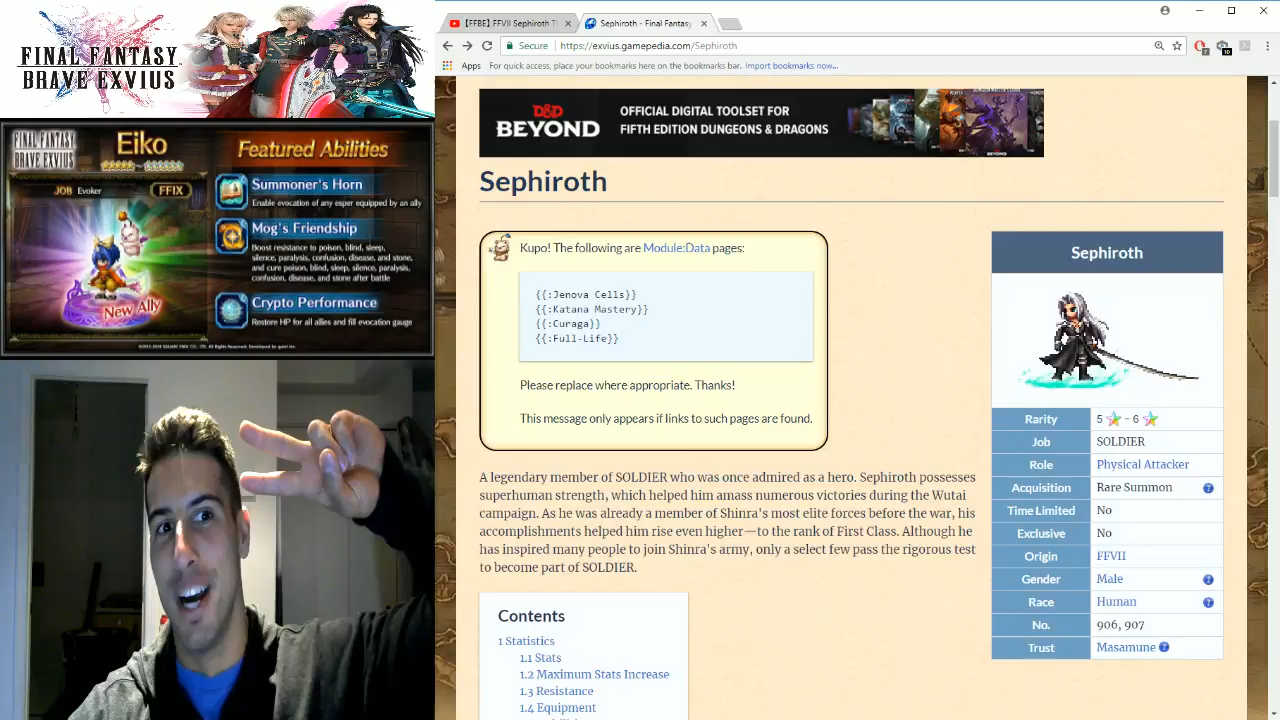 FINAL FANTASY
BRAVE EXVIUS
FINAL FANTASY
BRAVE EXVIUS
Eiko
JOB Evoker
FFIX
New Ally
Featured Abilities
Summoner's Horn
Enable evocation of any esper equipped by an ally
Mog's Friendship
Boost resistance to poison, blind, sleep,
silence, paralysis, confusion, disease, and stone,
and cure poison, blind, sleep, silence, paralysis,
confusion, disease, and stone after battle
Crypto Performance
Restore HP for all allies and fill evocation gauge
【FFBE】 FFVII Sephiroth T
Sephiroth - Final Fantasy
Secure
https://exvius.gamepedia.com/Sephiroth
Apps
For quick access, place your bookmarks here on the bookmarks bar. Import bookmarks now...
D&D
BEYOND
OFFICIAL DIGITAL TOOLSET FOR
FIFTH EDITION DUNGEONS & DRAGONS
Sephiroth
Kupo! The following are Module:Data pages:
{{:Jenova Cells}}
{{:Katana Mastery}}
{{:Curaga}}
{{:Full-Life}}
Please replace where appropriate. Thanks!
This message only appears if links to such pages are found.
A legendary member of SOLDIER who was once admired as a hero. Sephiroth possesses
superhuman strength, which helped him amass numerous victories during the Wutai
campaign. As he was already a member of Shinra's most elite forces before the war, his
accomplishments helped him rise even higher—to the rank of First Class. Although he
has inspired many people to join Shinra's army, only a select few pass the rigorous test
to become part of SOLDIER.
Contents
1 Statistics
1.1 Stats
1.2 Maximum Stats Increase
1.3 Resistance
1.4 Equipment
Sephiroth
Rarity 5 - 6
Job SOLDIER
Role Physical Attacker
Acquisition Rare Summon
Time Limited No
Exclusive No
Origin FFVII
Gender Male
Race Human
No. 906, 907
Trust Masamune